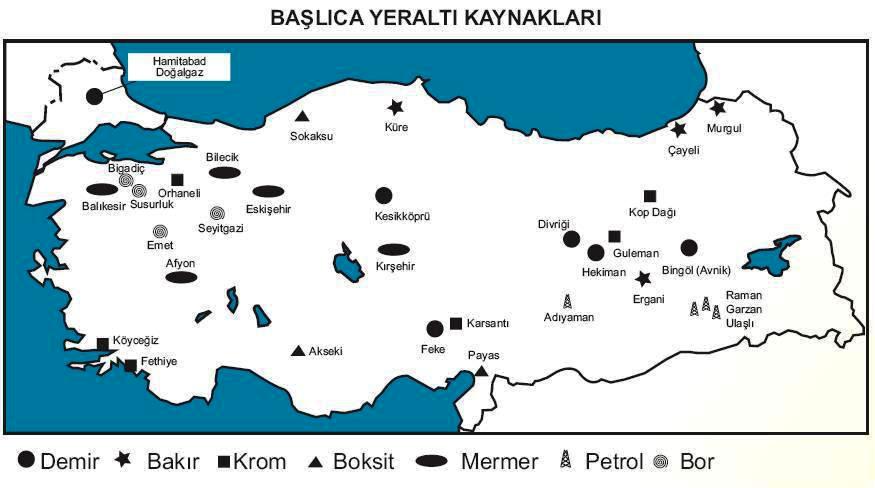 BAŞLICA YERALTI KAYNAKLARI
Hamitabad
Doğalgaz
Sokaksu
Küre
Murgul
Çayeli
Bilecik
Bigadiç
Orhaneli
Balıkesir
Susurluk
Eskişehir
Seyitgazi
Kesikköprü
Kop Dağı
Emet
Divriği
Guleman
Afyon
Kırşehir
Hekiman
Bingöl (Avnik)
Ergani
Raman
Garzan
Ulaşlı
Adıyaman
Karsantı
Köyceğiz
Feke
Akseki
Payas
Fethiye
Demir Bakır Krom Boksit Mermer Petrol Bor